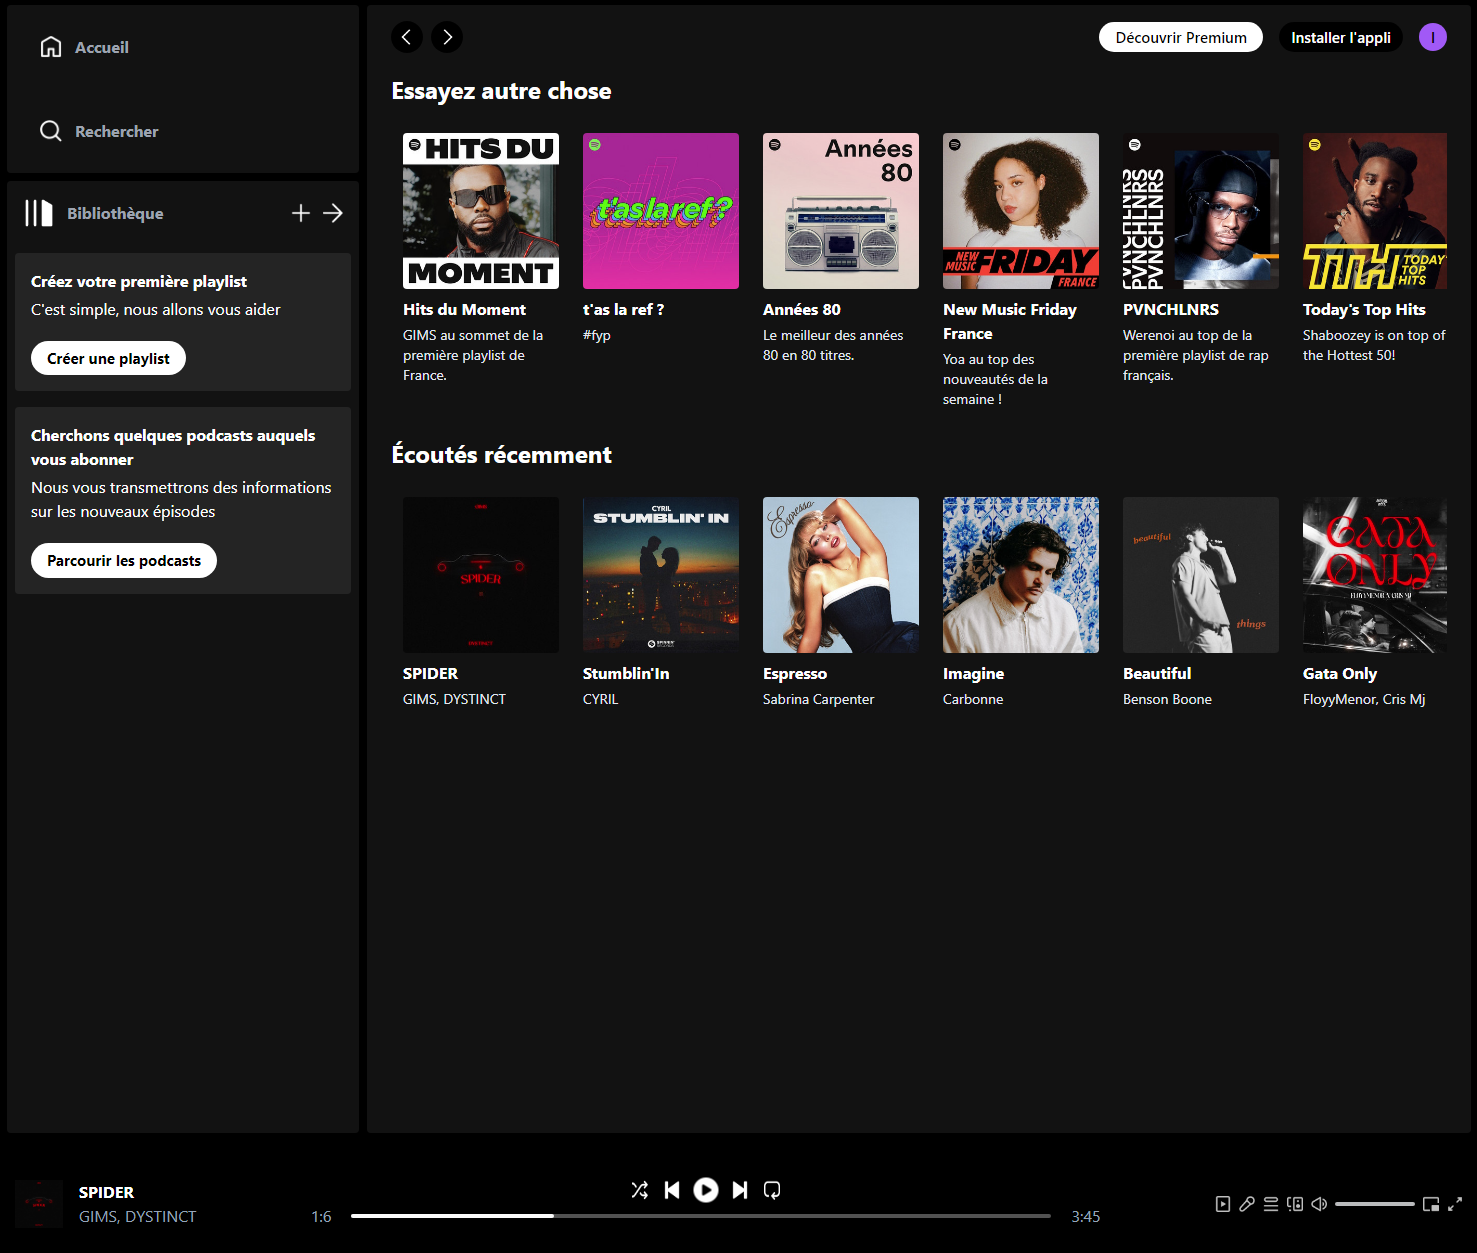 Accueil
Rechercher
Bibliothèque
Créez votre première playlist
C'est simple, nous allons vous aider
Créer une playlist
Cherchons quelques podcasts auquels
vous abonner
Nous vous transmettrons des informations
sur les nouveaux épisodes
Parcourir les podcasts
Découvrir Premium
Installer l'appli
I
Essayez autre chose
HITS DU
MOMENT
Hits du Moment
GIMS au sommet de la
première playlist de
France.
t'as la ref ?
t'as la ref ?
#fyp
Années
80
Années 80
Le meilleur des années
80 en 80 titres.
NEW
MUSIC FRIDAY
FRANCE
New Music Friday
France
Yoa au top des
nouveautés de la
semaine !
PVNCHLNRS
PVNCHLNRS
PVNCHLNRS
Werenoi au top de la
première playlist de rap
français.
TTH TODAY'
TOP
HITS
Today's Top Hits
Shaboozey is on top of
the Hottest 50!
Écoutés récemment
SPIDER
SPIDER
GIMS, DYSTINCT
CYRIL
STUMBLIN' IN
Stumblin'In
CYRIL
Espresso
Espresso
Sabrina Carpenter
Imagine
Carbonne
beautiful
things
Beautiful
Benson Boone
GATA
ONLY
FLOYYMENOR X CRIS MJ
Gata Only
FloyyMenor, Cris Mj
SPIDER
GIMS, DYSTINCT
1:6
3:45